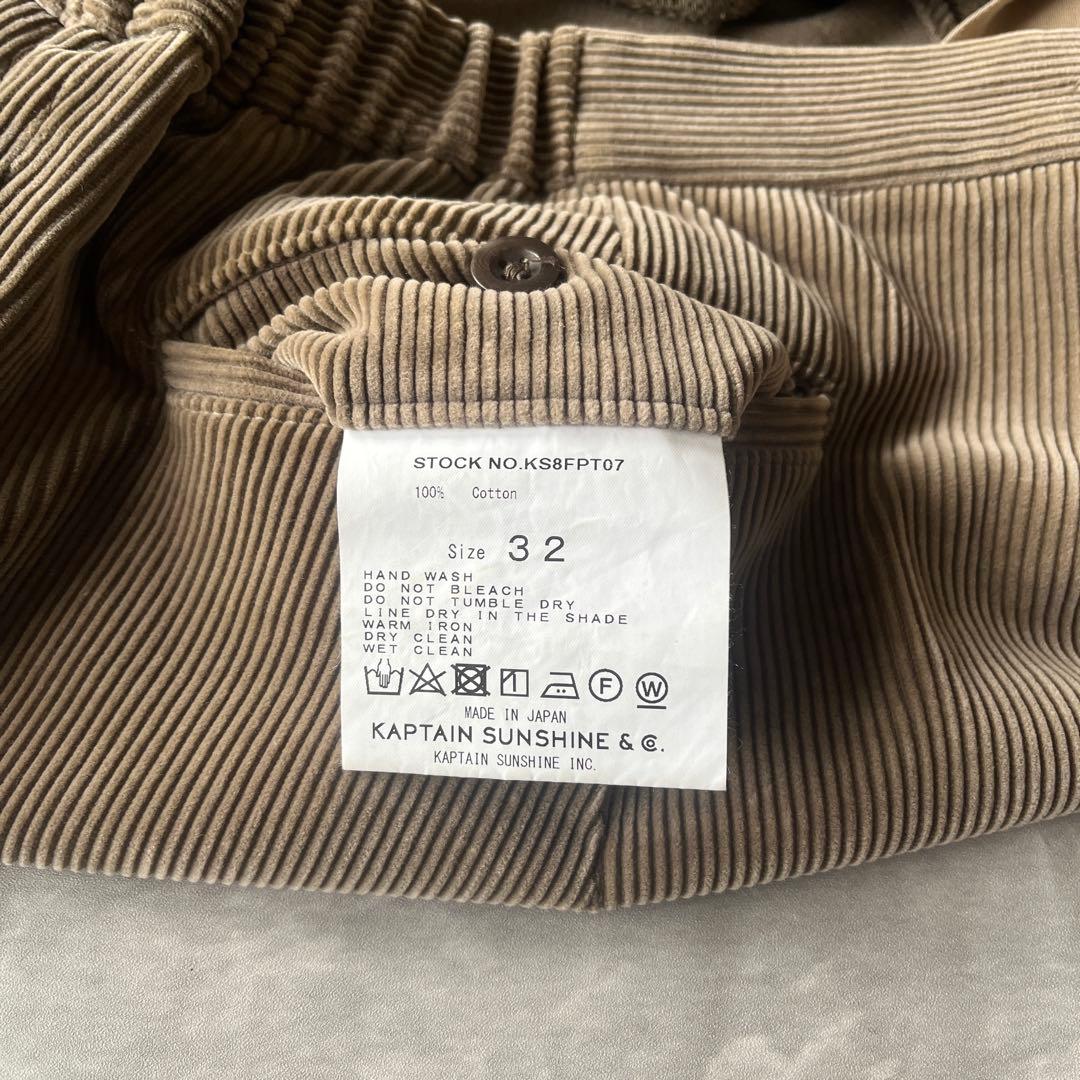 STOCK NO.KS8FPT07
100% Cotton
Size 32
HAND WASH
DO NOT BLEACH
DO NOT TUMBLE DRY
LINE DRY IN THE SHADE
WARM IRON
DRY CLEAN
WET CLEAN
F W
MADE IN JAPAN
KAPTAIN SUNSHINE & Co.
KAPTAIN SUNSHINE INC.